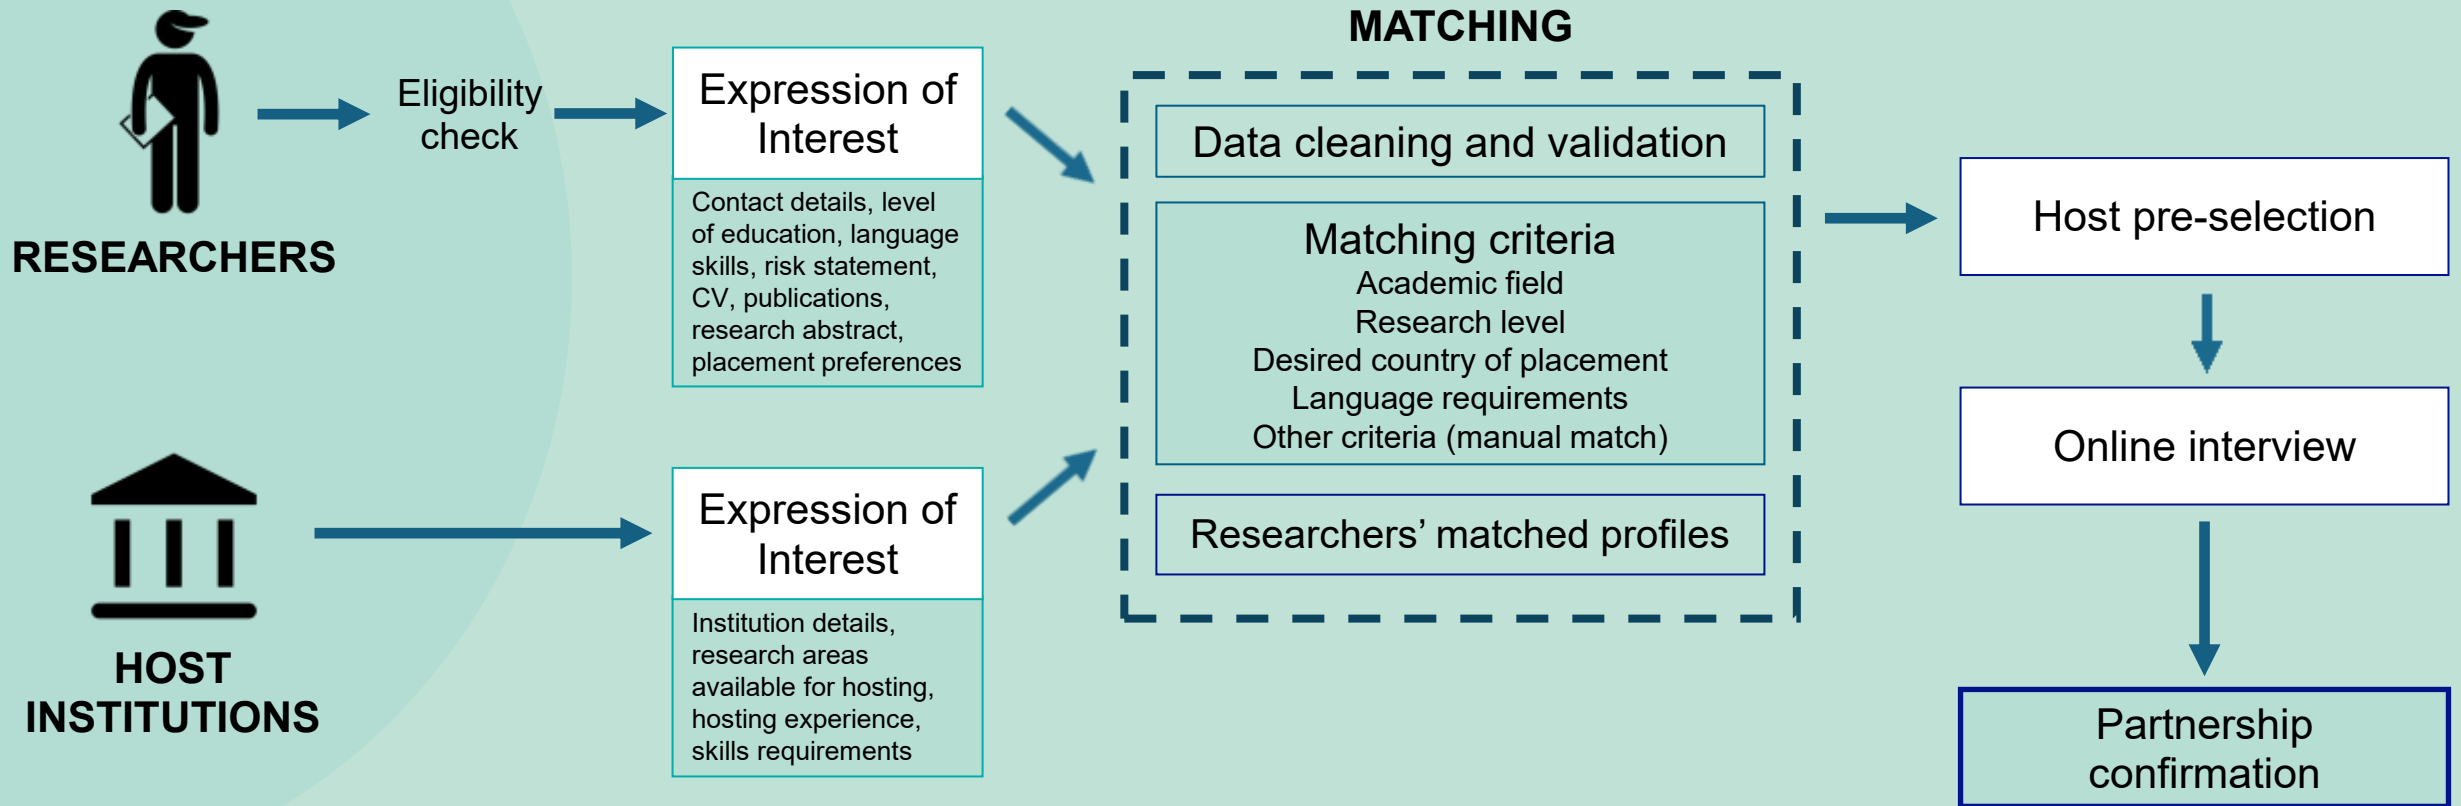 RESEARCHERS
Eligibility
check
Expression of
Interest
Contact details, level
of education, language
skills, risk statement,
CV, publications,
research abstract,
placement preferences
HOST
INSTITUTIONS
Expression of
Interest
Institution details,
research areas
available for hosting,
hosting experience,
skills requirements
MATCHING
Data cleaning and validation
Matching criteria
Academic field
Research level
Desired country of placement
Language requirements
Other criteria (manual match)
Researchers’ matched profiles
Host pre-selection
Online interview
Partnership
confirmation